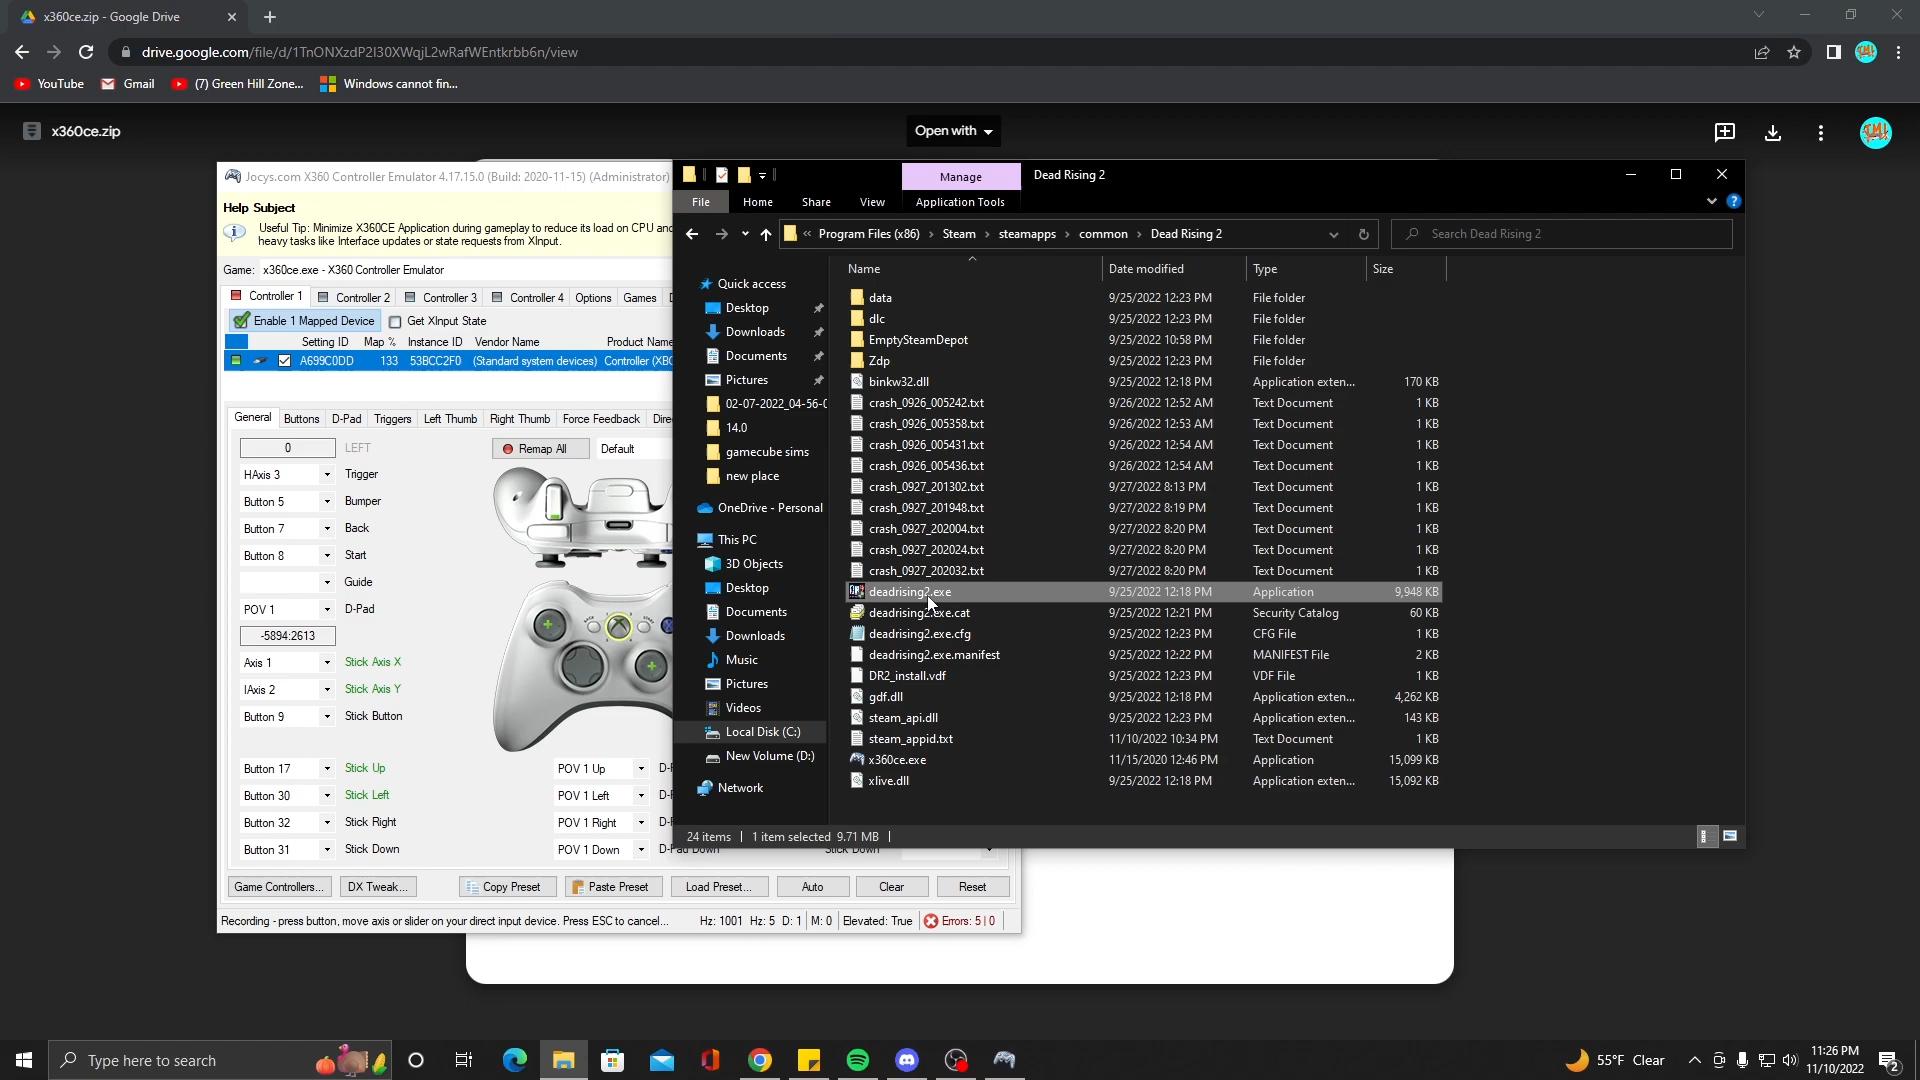 x360ce.zip - Google Drive
drive.google.com/file/d/1TnONXzdP2I30XWqjL2wRafWEntkrbb6n/view
YouTube Gmail (7) Green Hill Zone... Windows cannot fin...
x360ce.zip
Open with
Jocys.com X360 Controller Emulator 4.17.15.0 (Build: 2020-11-15) (Administrator)
Help Subject
Useful Tip: Minimize X360CE Application during gameplay to reduce its load on CPU and
heavy tasks like Interface updates or state requests from XInput.
Game: x360ce.exe - X360 Controller Emulator
Controller 1 Controller 2 Controller 3 Controller 4 Options Games
Enable 1 Mapped Device Get XInput State
Setting ID Map % Instance ID Vendor Name Product Name
A699C0DD 133 53BCC2F0 (Standard system devices) Controller (XBC
General Buttons D-Pad Triggers Left Thumb Right Thumb Force Feedback Direc
0 LEFT Remap All Default
HAxis 3 Trigger
Button 5 Bumper
Button 7 Back
Button 8 Start
Guide
POV 1 D-Pad
-5894:2613
Axis 1 Stick Axis X
IAxis 2 Stick Axis Y
Button 9 Stick Button
Button 17 Stick Up POV 1 Up
Button 30 Stick Left POV 1 Left
Button 32 Stick Right POV 1 Right
Button 31 Stick Down POV 1 Down D-Pad Down Stick Down
Game Controllers... DX Tweak... Copy Preset Paste Preset Load Preset... Auto Clear Reset
Recording - press button, move axis or slider on your direct input device. Press ESC to cancel... Hz: 1001 Hz: 5 D: 1 M: 0 Elevated: True Errors: 5 | 0
Manage Dead Rising 2
File Home Share View Application Tools
« Program Files (x86) › Steam › steamapps › common › Dead Rising 2 Search Dead Rising 2
Quick access
Desktop
Downloads
Documents
Pictures
02-07-2022_04-56-0
14.0
gamecube sims
new place
OneDrive - Personal
This PC
3D Objects
Desktop
Documents
Downloads
Music
Pictures
Videos
Local Disk (C:)
New Volume (D:)
Network
Name Date modified Type Size
data 9/25/2022 12:23 PM File folder
dlc 9/25/2022 12:23 PM File folder
EmptySteamDepot 9/25/2022 10:58 PM File folder
Zdp 9/25/2022 12:23 PM File folder
binkw32.dll 9/25/2022 12:18 PM Application exten... 170 KB
crash_0926_005242.txt 9/26/2022 12:52 AM Text Document 1 KB
crash_0926_005358.txt 9/26/2022 12:53 AM Text Document 1 KB
crash_0926_005431.txt 9/26/2022 12:54 AM Text Document 1 KB
crash_0926_005436.txt 9/26/2022 12:54 AM Text Document 1 KB
crash_0927_201302.txt 9/27/2022 8:13 PM Text Document 1 KB
crash_0927_201948.txt 9/27/2022 8:19 PM Text Document 1 KB
crash_0927_202004.txt 9/27/2022 8:20 PM Text Document 1 KB
crash_0927_202024.txt 9/27/2022 8:20 PM Text Document 1 KB
crash_0927_202032.txt 9/27/2022 8:20 PM Text Document 1 KB
deadrising2.exe 9/25/2022 12:18 PM Application 9,948 KB
deadrising2.exe.cat 9/25/2022 12:21 PM Security Catalog 60 KB
deadrising2.exe.cfg 9/25/2022 12:23 PM CFG File 1 KB
deadrising2.exe.manifest 9/25/2022 12:22 PM MANIFEST File 2 KB
DR2_install.vdf 9/25/2022 12:23 PM VDF File 1 KB
gdf.dll 9/25/2022 12:18 PM Application exten... 4,262 KB
steam_api.dll 9/25/2022 12:23 PM Application exten... 143 KB
steam_appid.txt 11/10/2022 10:34 PM Text Document 1 KB
x360ce.exe 11/15/2020 12:46 PM Application 15,099 KB
xlive.dll 9/25/2022 12:18 PM Application exten... 15,092 KB
24 items 1 item selected 9.71 MB
Type here to search
55°F Clear
11:26 PM
11/10/2022
2